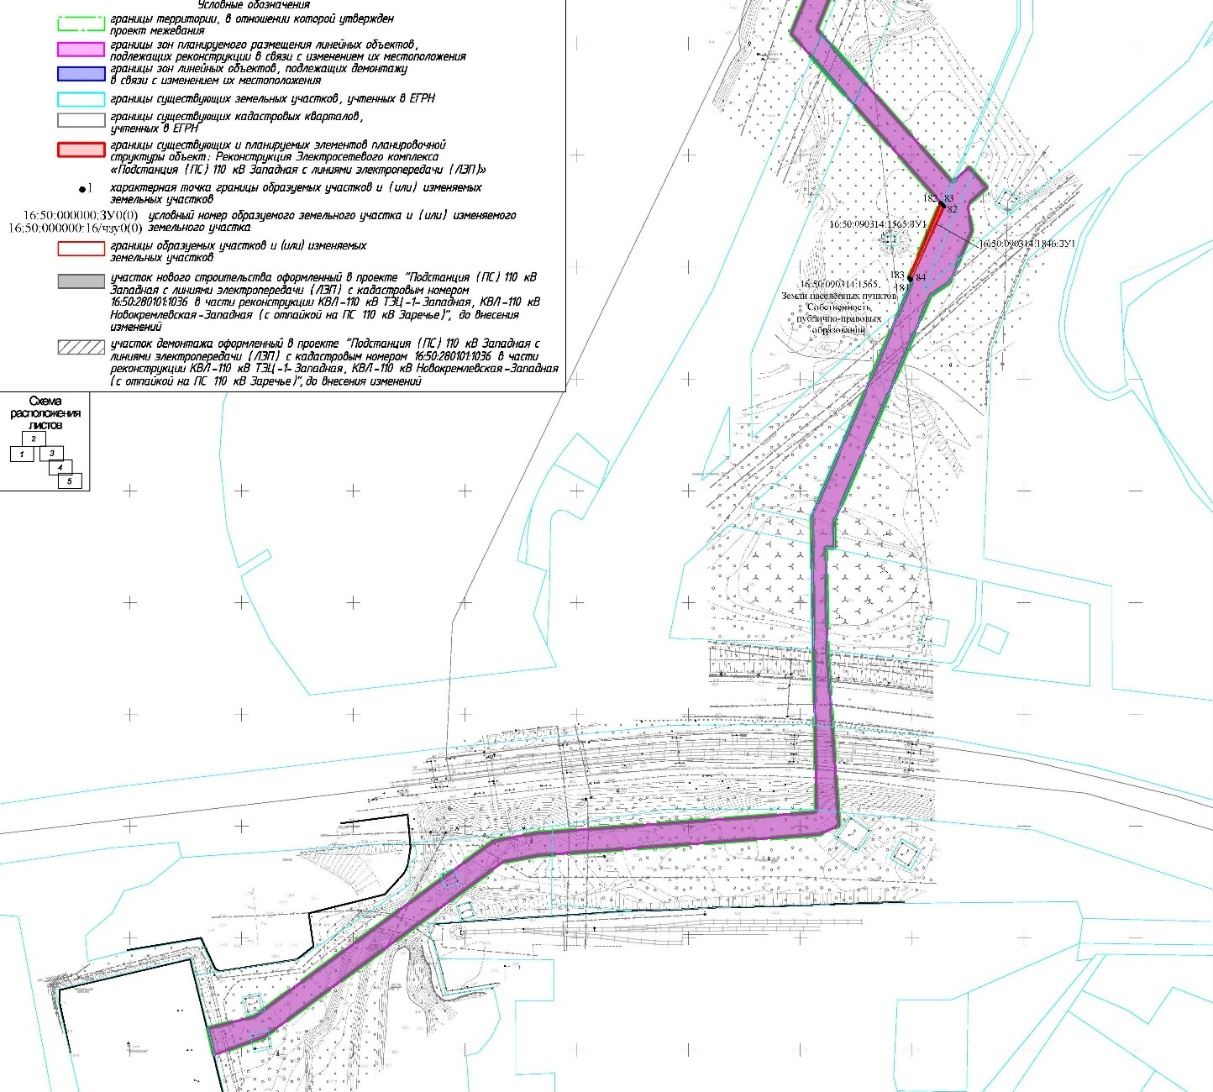 Условные обозначения
границы территории, в отношении которой утвержден
проект межевания
границы зон планируемого размещения линейных объектов,
подлежащих реконструкции в связи с изменением их местоположения
границы зон линейных объектов, подлежащих демонтажу
в связи с изменением их местоположения
границы существующих земельных участков, учтенных в ЕГРН
границы существующих кадастровых кварталов,
учтенных в ЕГРН
границы существующих и планируемых элементов планировочной
структуры объект: Реконструкция Электросетевого комплекса
«Подстанция (ПС) 110 кВ Западная с линиями электропередачи (ЛЭП)»
1 характерная точка границы образуемых участков и (или) изменяемых
земельных участков
16:50:000000:ЗУ0(0) условный номер образуемого земельного участка и (или) изменяемого
16:50:000000:16/чзу0(0) земельного участка
границы образуемых участков и (или) изменяемых
земельных участков
участок нового строительства оформленный в проекте "Подстанция (ПС) 110 кВ
Западная с линиями электропередачи (ЛЭП) с кадастровым номером
16:50:280101:1036 в части реконструкции КВЛ-110 кВ ТЭЦ-1- Западная, КВЛ-110 кВ
Новокремлевская-Западная (с отпайкой на ПС 110 кВ Заречье)", до внесения
изменений
участок демонтажа оформленный в проекте "Подстанция (ПС) 110 кВ Западная с
линиями электропередачи (ЛЭП) с кадастровым номером 16:50:280101:1036 в части
реконструкции КВЛ-110 кВ ТЭЦ-1- Западная, КВЛ-110 кВ Новокремлевская-Западная
(с отпайкой на ПС 110 кВ Заречье)", до внесения изменений
Схема
расположения
листов
2
1 3
4
5
182 83
82
16:50:090314:1565:ЗУ1
16:50:090314:1846:ЗУ1
183 84
181
16:50:090314:1565.
Земли населённых пунктов
Собственность
публично-правовых
образований